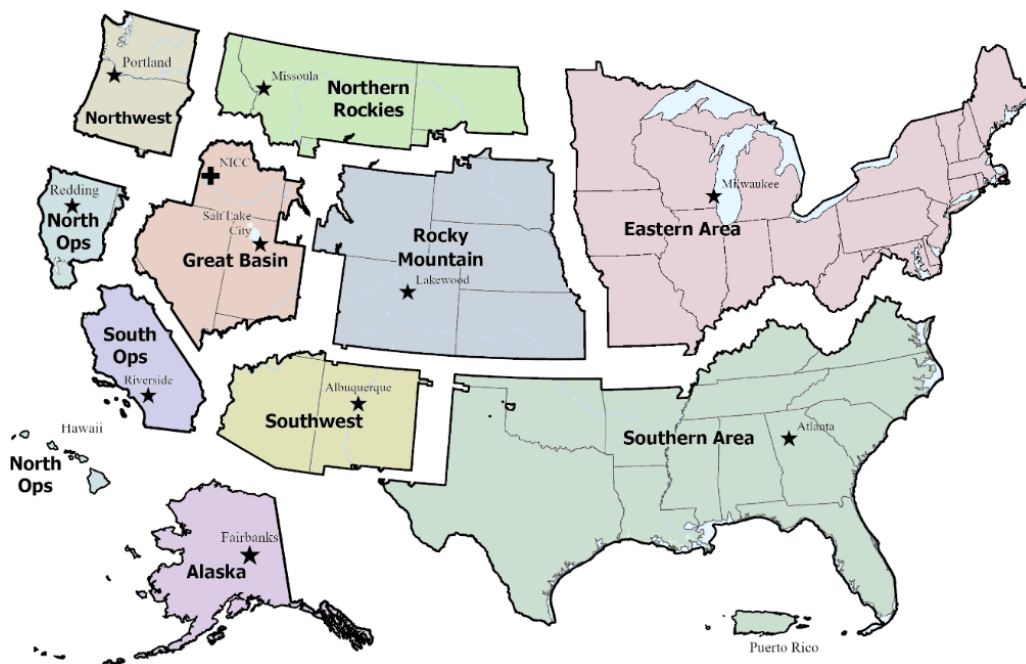 Portland
Northwest
Missoula
Northern
Rockies
NICC
Redding
North
Ops
Salt Lake
City
Great Basin
Rocky
Mountain
Lakewood
Milwaukee
Eastern Area
South
Ops
Riverside
Albuquerque
Southwest
Southern Area
Atlanta
Hawaii
North
Ops
Fairbanks
Alaska
Puerto Rico